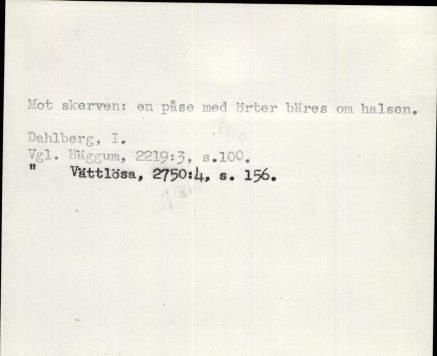 Mot skerven: en påse med örter bäres om halsen.
Dahlberg, I.
Vgl. Häggum, 2219:3, s.100.
" Vättlösa, 2750:4, s. 156.